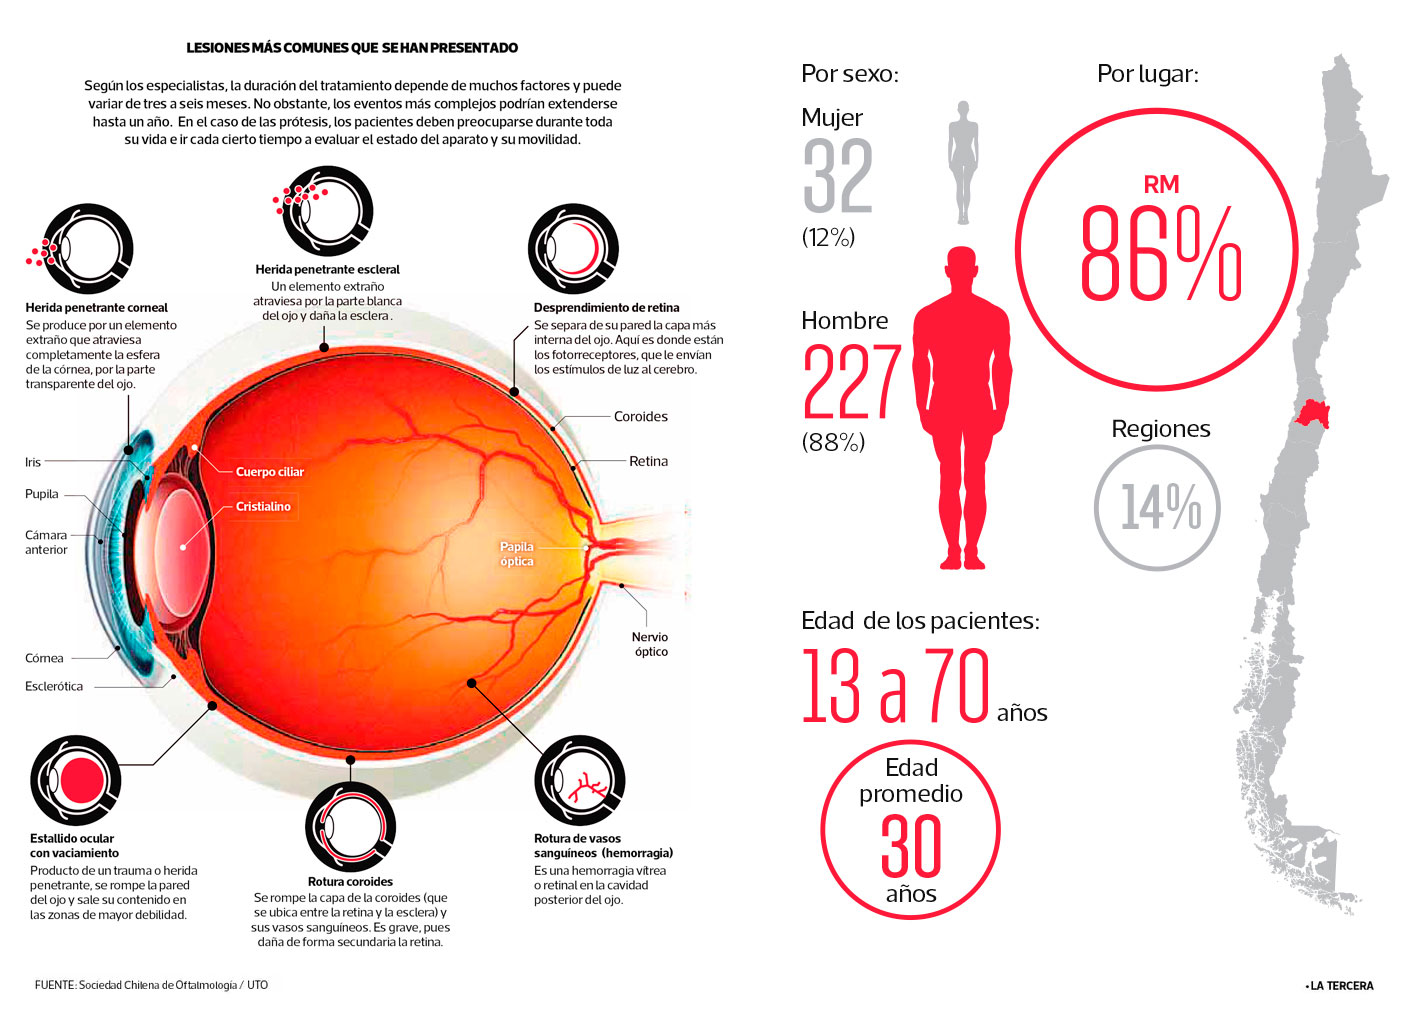 LESIONES MÁS COMUNES QUE SE HAN PRESENTADO
Según los especialistas, la duración del tratamiento depende de muchos factores y puede
variar de tres a seis meses. No obstante, los eventos más complejos podrían extenderse
hasta un año. En el caso de las prótesis, los pacientes deben preocuparse durante toda
su vida e ir cada cierto tiempo a evaluar el estado del aparato y su movilidad.
Herida penetrante corneal
Se produce por un elemento
extraño que atraviesa
completamente la esfera
de la córnea, por la parte
transparente del ojo.
Herida penetrante escleral
Un elemento extraño
atraviesa por la parte blanca
del ojo y daña la esclera.
Desprendimiento de retina
Se separa de su pared la capa más
interna del ojo. Aquí es donde están
los fotorreceptores, que le envían
los estímulos de luz al cerebro.
Coroides
Retina
Iris
Pupila
Cámara
anterior
Cuerpo ciliar
Cristialino
Papila
óptica
Nervio
óptico
Córnea
Esclerótica
Estallido ocular
con vaciamiento
Producto de un trauma o herida
penetrante, se rompe la pared
del ojo y sale su contenido en
las zonas de mayor debilidad.
Rotura coroides
Se rompe la capa de la coroides (que
se ubica entre la retina y la esclera) y
sus vasos sanguíneos. Es grave, pues
daña de forma secundaria la retina.
Rotura de vasos
sanguíneos (hemorragia)
Es una hemorragia vítrea
o retinal en la cavidad
posterior del ojo.
FUENTE: Sociedad Chilena de Oftalmología / UTO
Por sexo:
Mujer
32
(12%)
Hombre
227
(88%)
Por lugar:
RM
86%
Regiones
14%
Edad de los pacientes:
13 a 70 años
Edad
promedio
30
años
• LA TERCERA